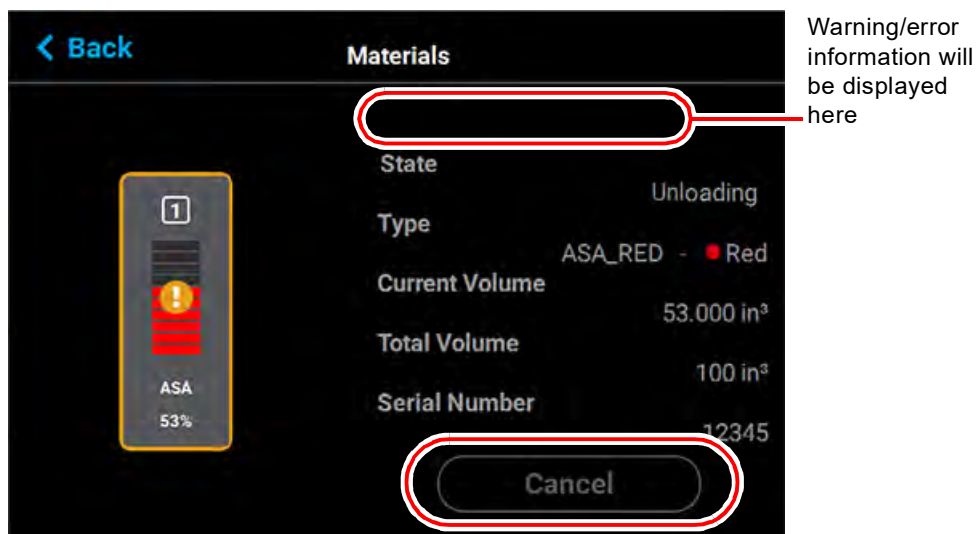 Back
Materials
Warning/error
information will
be displayed
here
State
Unloading
1
Type
ASA_RED - Red
Current Volume
!
53.000 in³
Total Volume
100 in³
ASA
Serial Number
53%
12345
Cancel